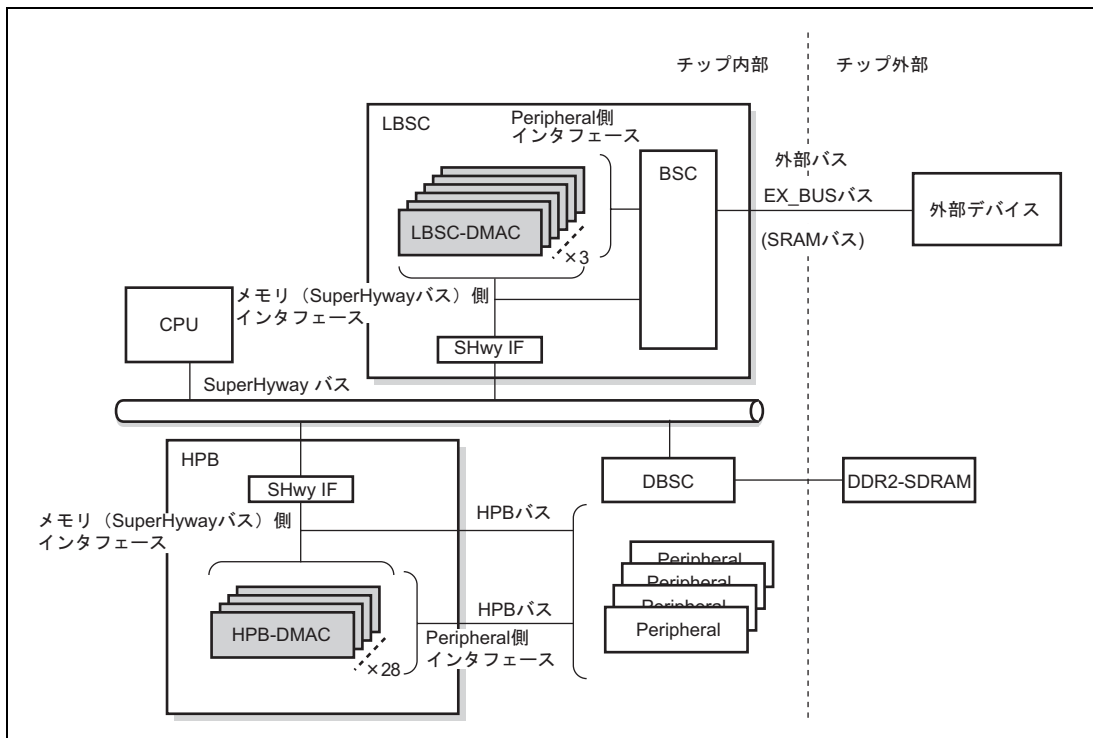 チップ内部
チップ外部
LBSC
Peripheral側
インタフェース
BSC
外部バス
EX_BUSバス
(SRAMバス)
外部デバイス
LBSC-DMAC
×3
メモリ（SuperHywayバス）側
インタフェース
CPU
SHwy IF
SuperHyway バス
HPB
SHwy IF
DBSC
DDR2-SDRAM
メモリ（SuperHywayバス）側
インタフェース
HPBバス
Peripheral
Peripheral
Peripheral
Peripheral
HPB-DMAC
×28
HPBバス
Peripheral側
インタフェース